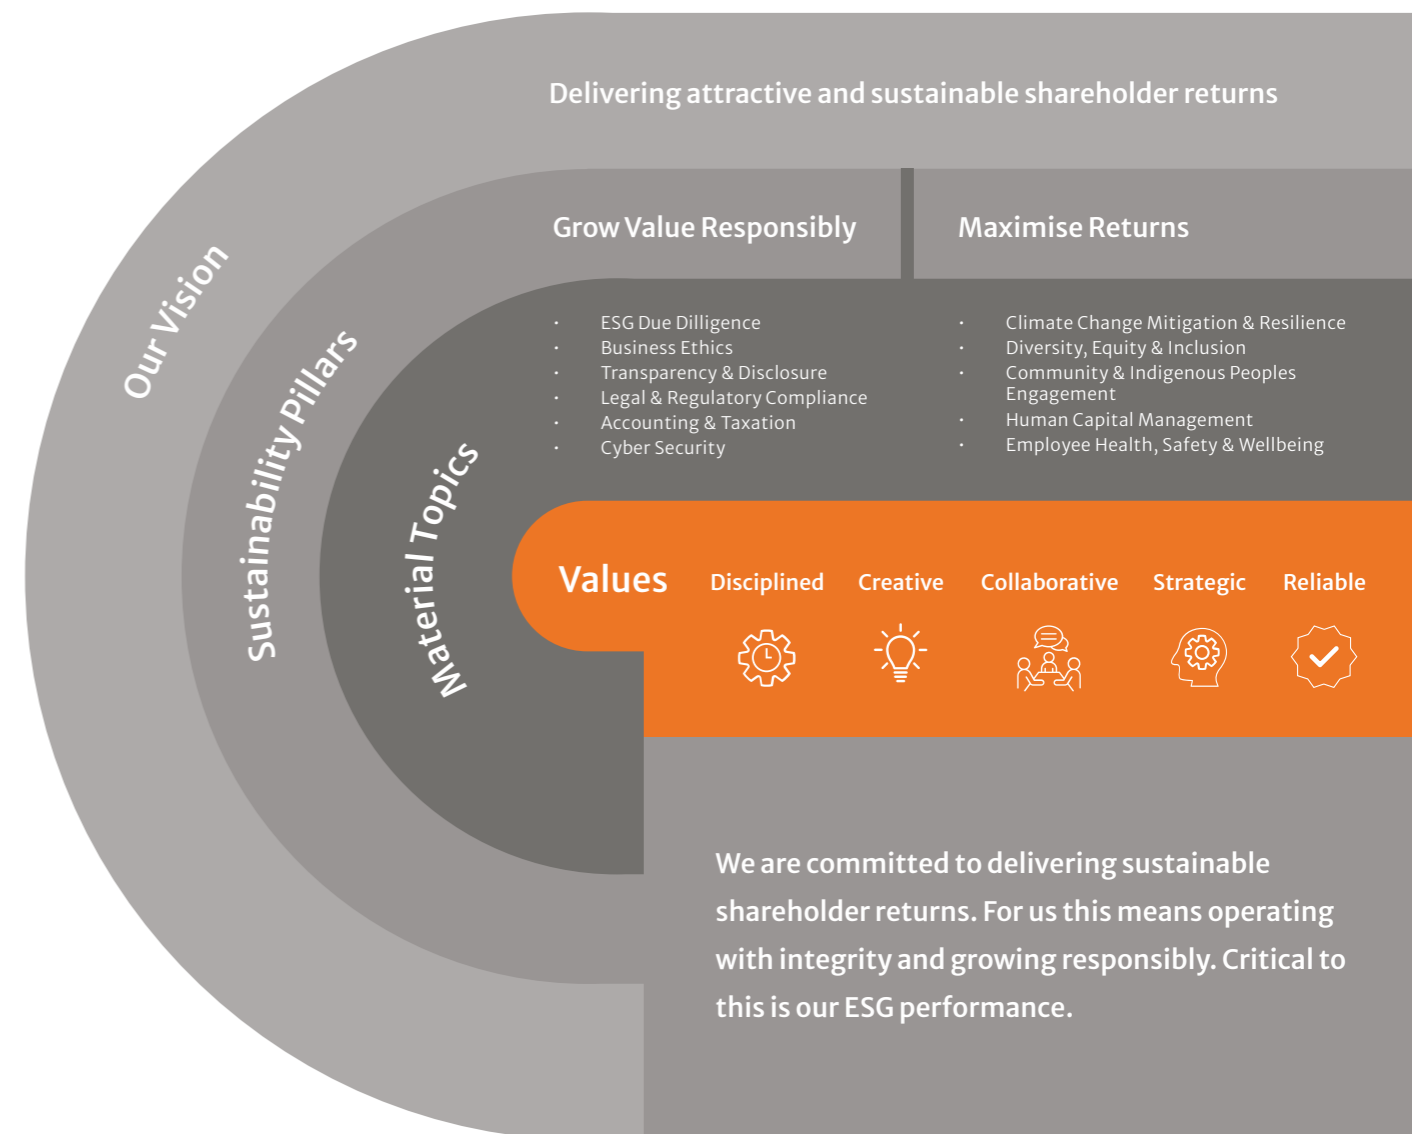 Our Vision
Delivering attractive and sustainable shareholder returns
Sustainability Pillars
Grow Value Responsibly
Maximise Returns
Material Topics
· ESG Due Dilligence
· Business Ethics
· Transparency & Disclosure
· Legal & Regulatory Compliance
· Accounting & Taxation
· Cyber Security
· Climate Change Mitigation & Resilience
· Diversity, Equity & Inclusion
· Community & Indigenous Peoples
Engagement
· Human Capital Management
· Employee Health, Safety & Wellbeing
Values
Disciplined
Creative
Collaborative
Strategic
Reliable
We are committed to delivering sustainable
shareholder returns. For us this means operating
with integrity and growing responsibly. Critical to
this is our ESG performance.